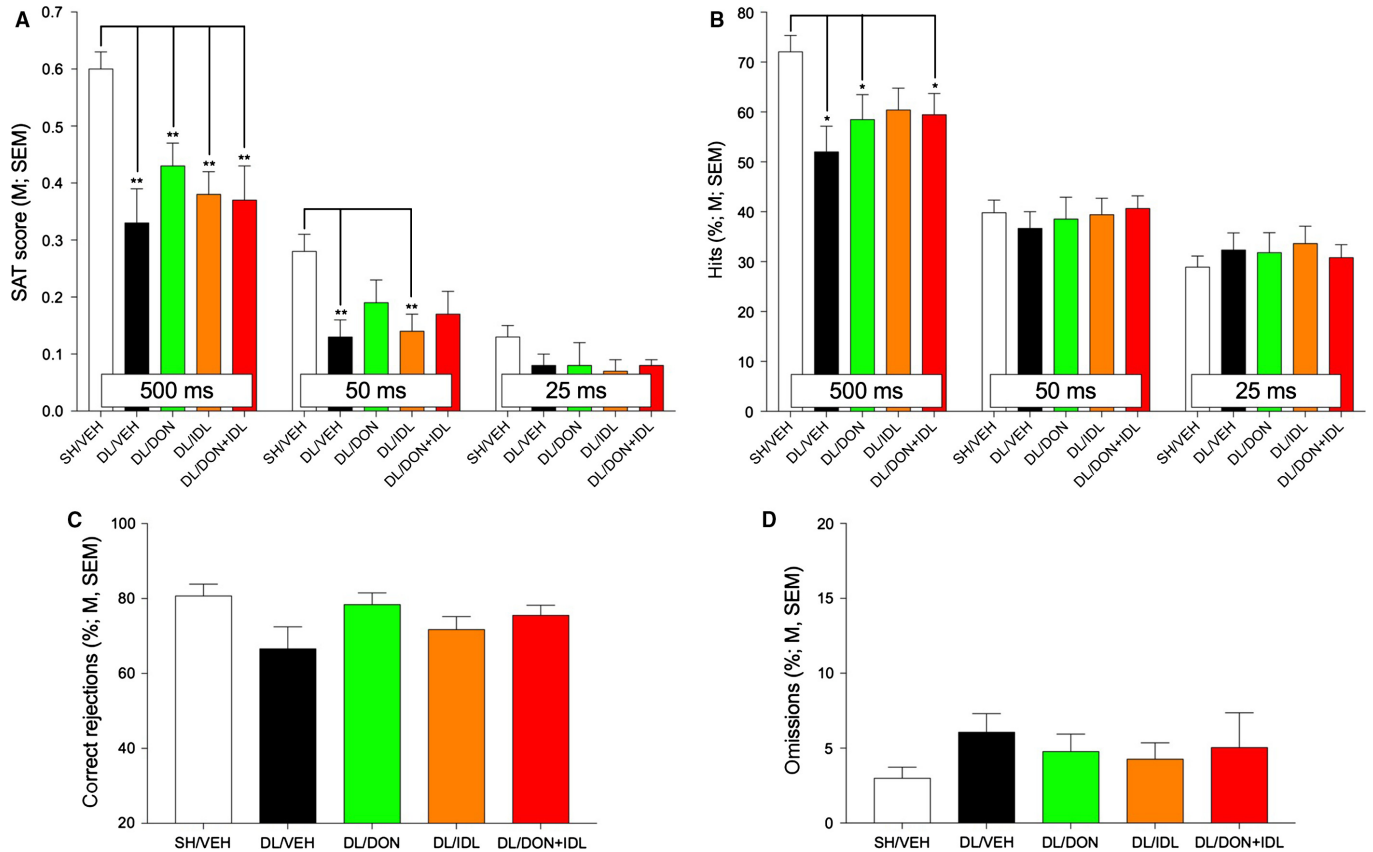 A
SAT score (M; SEM)
0.7
0.6
0.5
0.4
0.3
0.2
0.1
0.0
**
**
**
**
**
**
500 ms
50 ms
25 ms
SH/VEH
DL/VEH
DL/DON
DL/IDL
DL/DON+IDL
SH/VEH
DL/VEH
DL/DON
DL/IDL
DL/DON+IDL
SH/VEH
DL/VEH
DL/DON
DL/IDL
DL/DON+IDL
B
Hits (%; M; SEM)
80
70
60
50
40
30
20
10
0
*
*
*
500 ms
50 ms
25 ms
SH/VEH
DL/VEH
DL/DON
DL/IDL
DL/DON+IDL
SH/VEH
DL/VEH
DL/DON
DL/IDL
DL/DON+IDL
SH/VEH
DL/VEH
DL/DON
DL/IDL
DL/DON+IDL
C
Correct rejections (%; M, SEM)
100
80
60
40
20
SH/VEH
DL/VEH
DL/DON
DL/IDL
DL/DON+IDL
D
Omissions (%; M, SEM)
20
15
10
5
0
SH/VEH
DL/VEH
DL/DON
DL/IDL
DL/DON+IDL